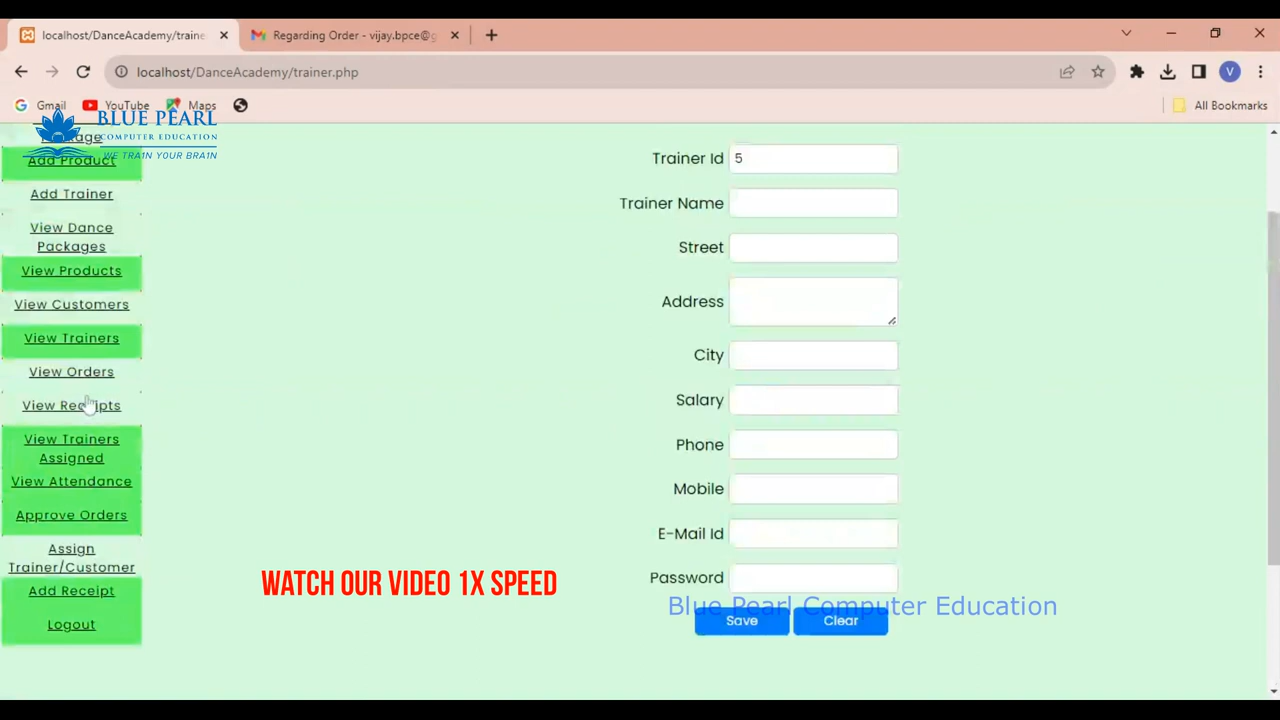 localhost/DanceAcademy/traine
Regarding Order - vijay.bpce@g
localhost/DanceAcademy/trainer.php
V
Gmail
YouTube
Maps
All Bookmarks
BLUE PEARL
COMPUTER EDUCATION
WE TRAIN YOUR BRAIN
Add Product
Add Trainer
View Dance
Packages
View Products
View Customers
View Trainers
View Orders
View Receipts
View Trainers
Assigned
View Attendance
Approve Orders
Assign
Trainer/Customer
Add Receipt
Logout
Trainer Id 5
Trainer Name
Street
Address
City
Salary
Phone
Mobile
E-Mail Id
Password
Save Clear
WATCH OUR VIDEO 1X SPEED
Blue Pearl Computer Education